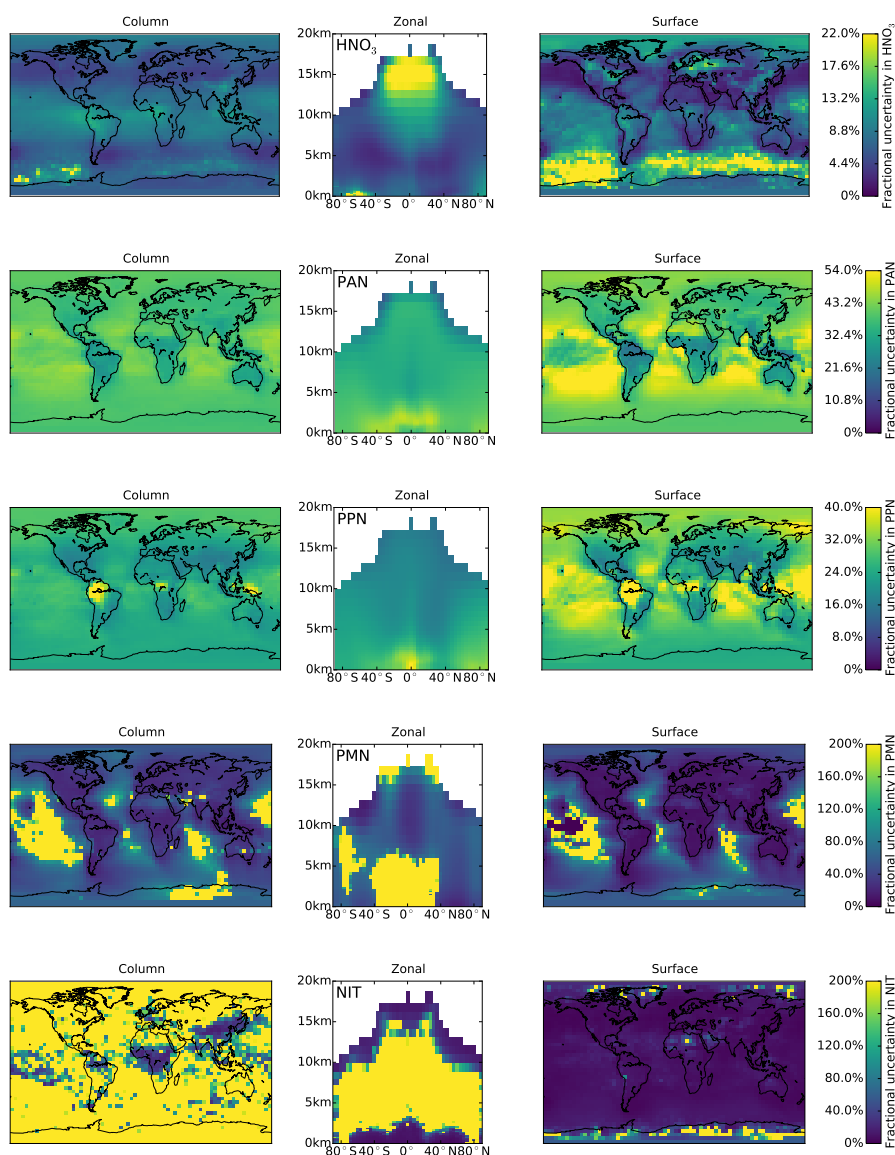 Column Zonal Surface
20km HNO₃ 22.0%
15km 17.6%
13.2%
10km
8.8%
5km
4.4%
0km 0%
80°S 40°S 0° 40°N 80°N
Fractional uncertainty in HNO₃
Column Zonal Surface
20km PAN 54.0%
15km 43.2%
32.4%
10km
21.6%
5km
10.8%
0km 0%
80°S 40°S 0° 40°N 80°N
Fractional uncertainty in PAN
Column Zonal Surface
20km PPN 40.0%
15km 32.0%
24.0%
10km
16.0%
5km
8.0%
0km 0%
80°S 40°S 0° 40°N 80°N
Fractional uncertainty in PPN
Column Zonal Surface
20km PMN 200%
15km 160.0%
120.0%
10km
80.0%
5km
40.0%
0km 0%
80°S 40°S 0° 40°N 80°N
Fractional uncertainty in PMN
Column Zonal Surface
20km NIT 200%
15km 160.0%
120.0%
10km
80.0%
5km
40.0%
0km 0%
80°S 40°S 0° 40°N 80°N
Fractional uncertainty in NIT